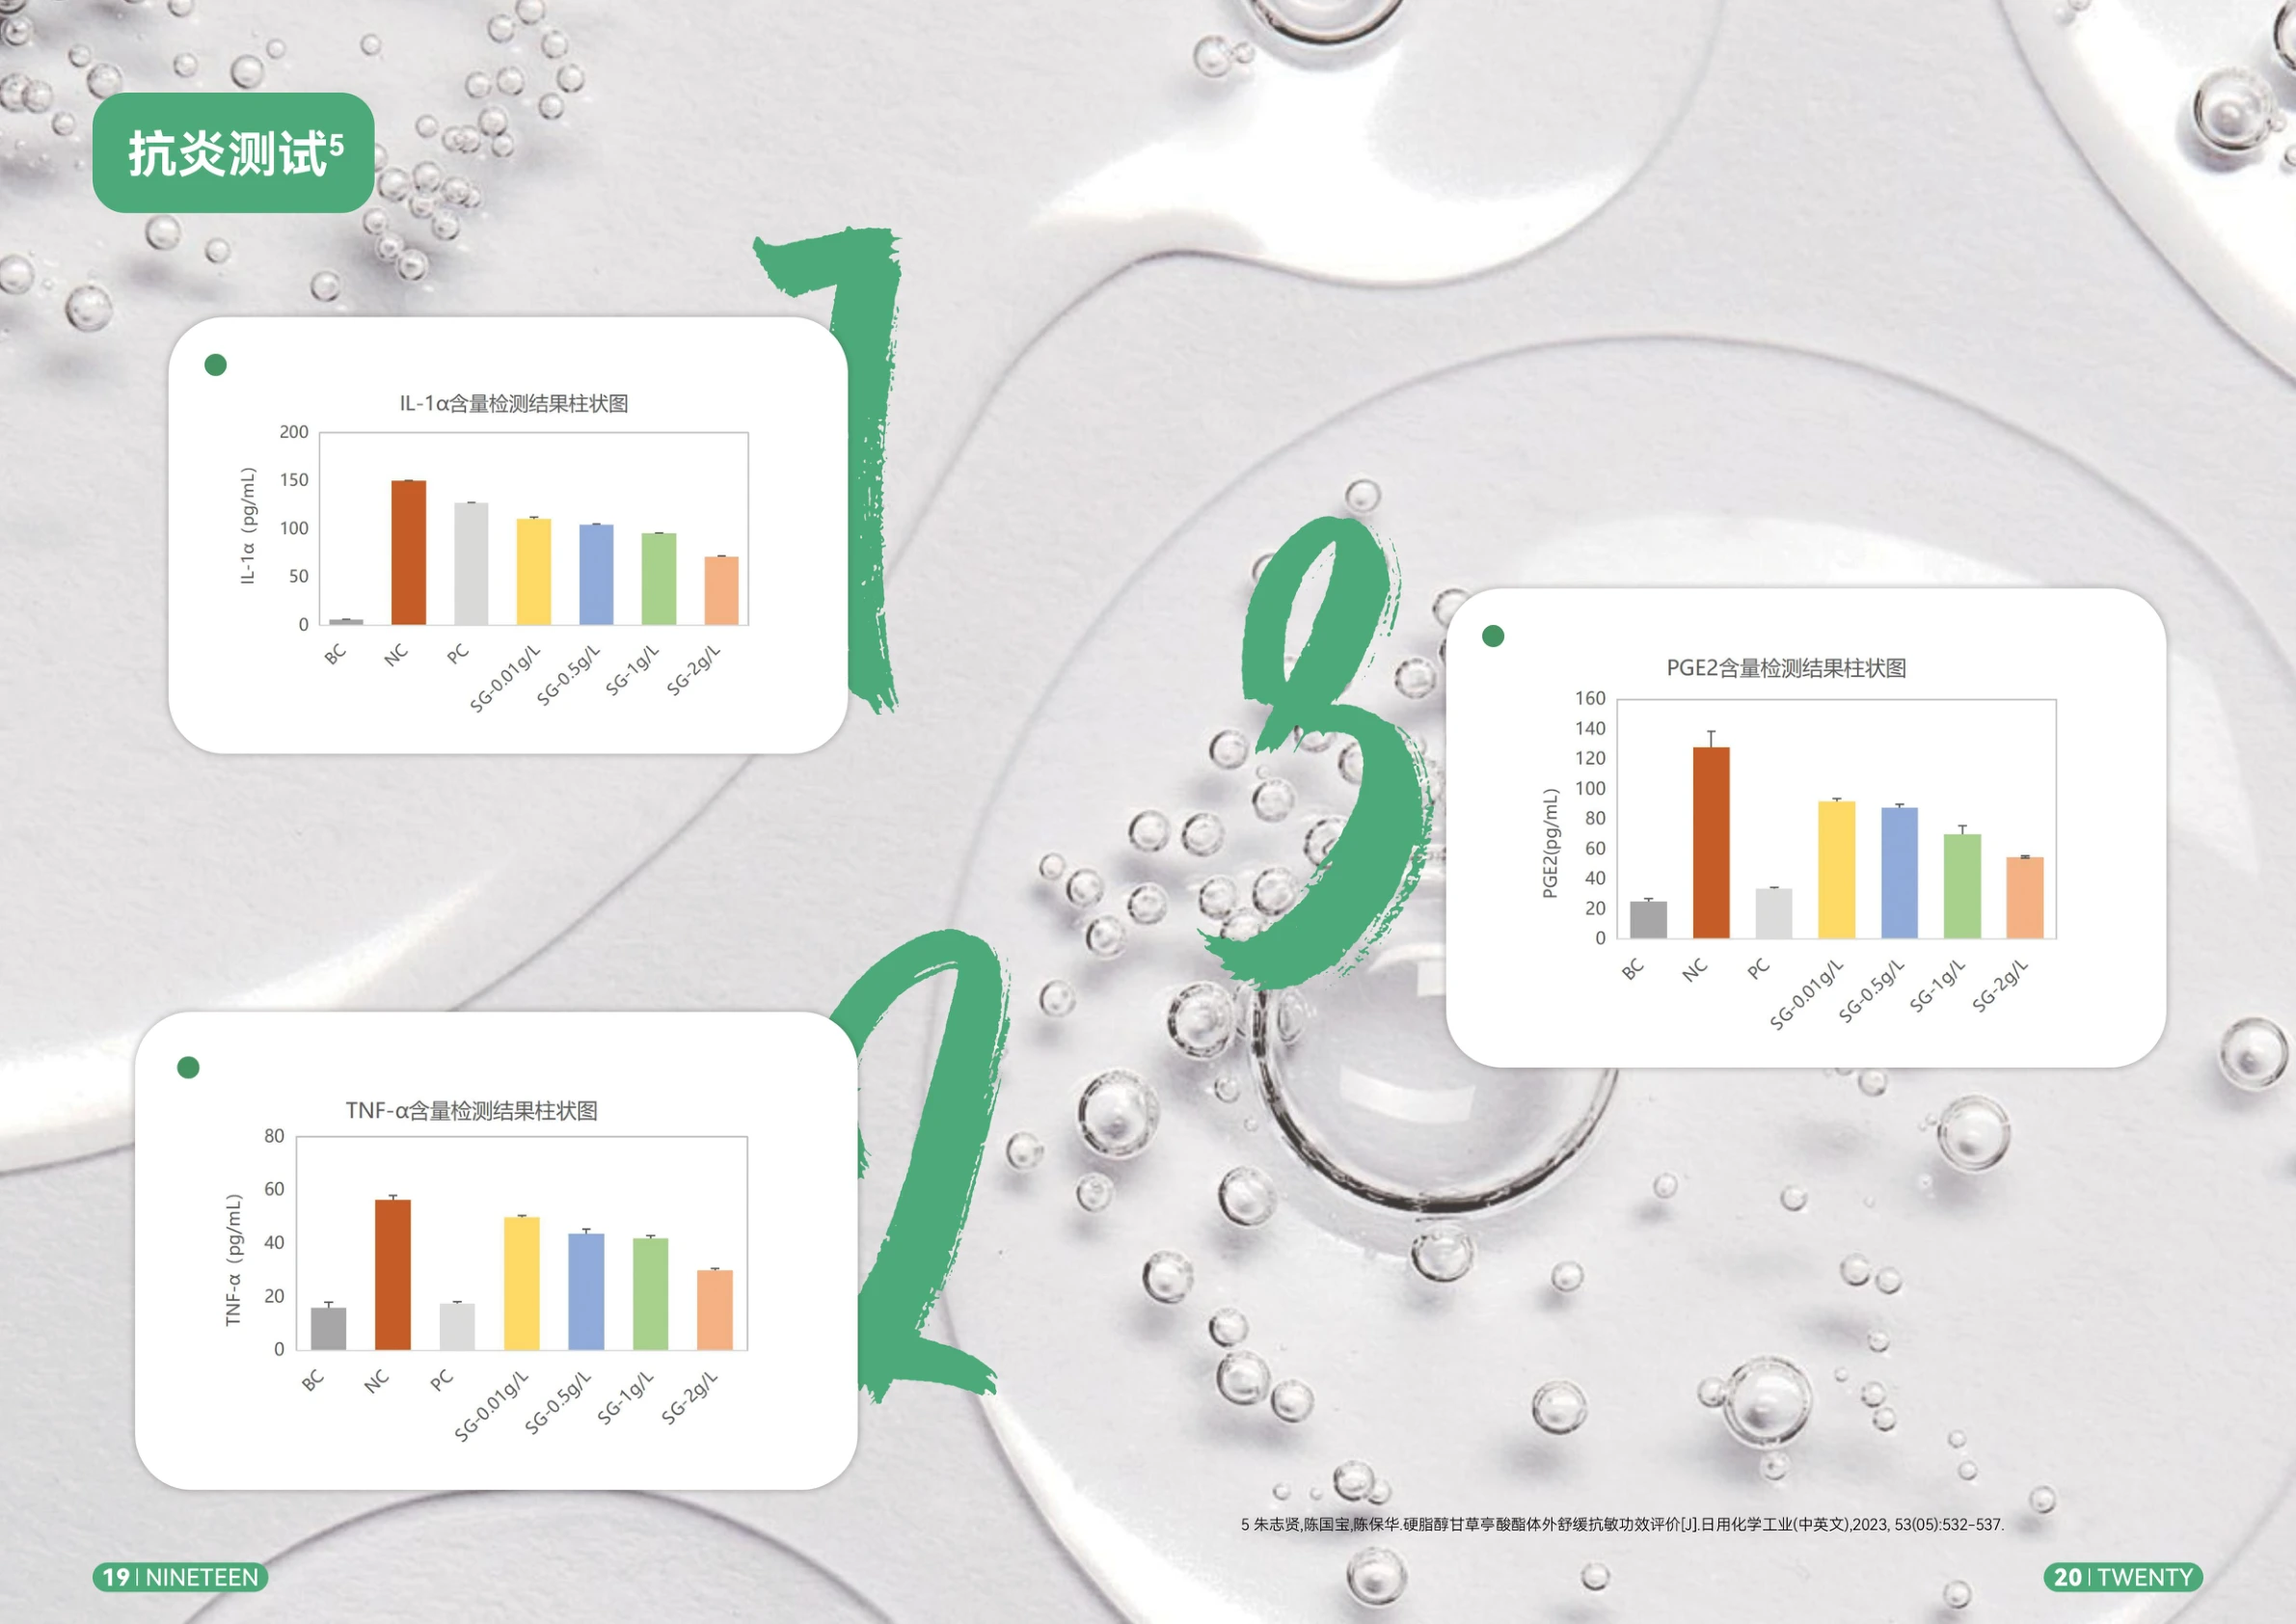 抗炎测试5
1
IL-1α含量检测结果柱状图
IL-1α (pg/mL)
200
150
100
50
0
BC
NC
PC
SG-0.01g/L
SG-0.5g/L
SG-1g/L
SG-2g/L
2
TNF-α含量检测结果柱状图
TNF-α (pg/mL)
80
60
40
20
0
BC
NC
PC
SG-0.01g/L
SG-0.5g/L
SG-1g/L
SG-2g/L
3
PGE2含量检测结果柱状图
PGE2(pg/mL)
160
140
120
100
80
60
40
20
0
BC
NC
PC
SG-0.01g/L
SG-0.5g/L
SG-1g/L
SG-2g/L
5 朱志贤,陈国宝,陈保华.硬脂醇甘草亭酸酯体外舒缓抗敏功效评价[J].日用化学工业(中英文),2023, 53(05):532-537.
19 | NINETEEN
20 | TWENTY